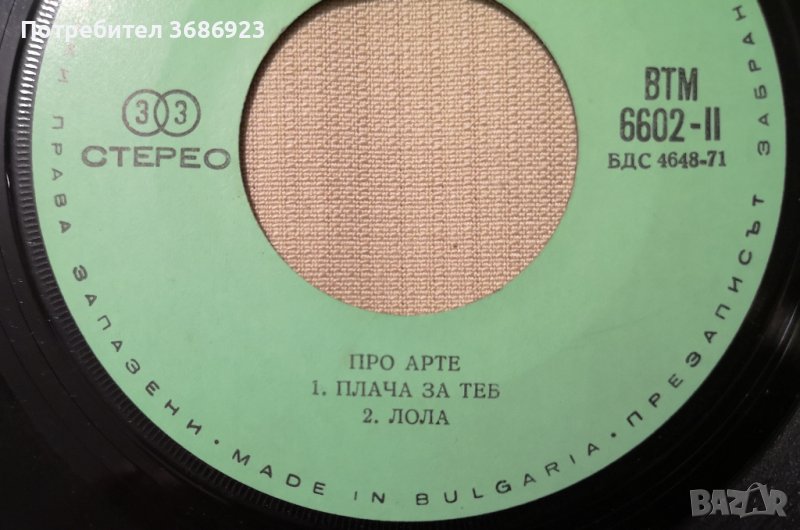 Потребител 3686923
33
СТЕРЕО
ВТМ
6602-II
БДС 4648-71
ПРО АРТЕ
1. ПЛАЧА ЗА ТЕБ
2. ЛОЛА
ПРАВА ЗАПАЗЕНИ · MADE IN BULGARIA · ПРЕЗАПИСЪТ ЗАБРАН
BAZAR